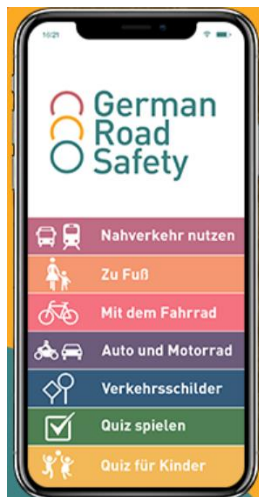 10:21
German
Road
Safety
Nahverkehr nutzen
Zu Fuß
Mit dem Fahrrad
Auto und Motorrad
Verkehrsschilder
Quiz spielen
Quiz für Kinder